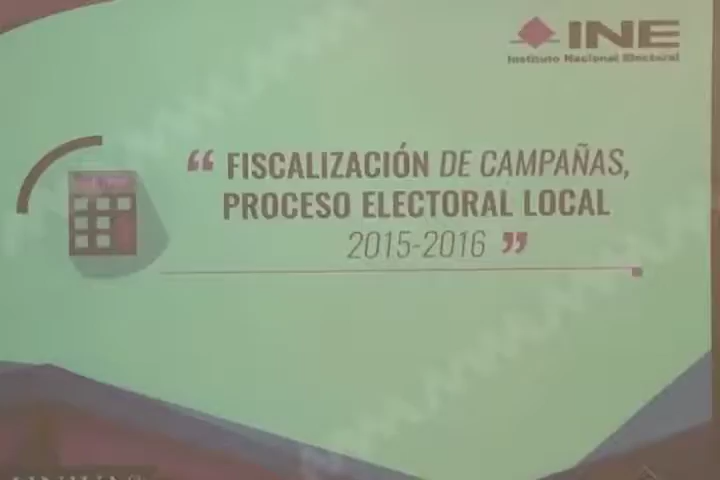 INE
Instituto Nacional Electoral
“ FISCALIZACIÓN DE CAMPAÑAS,
PROCESO ELECTORAL LOCAL
2015-2016 ”